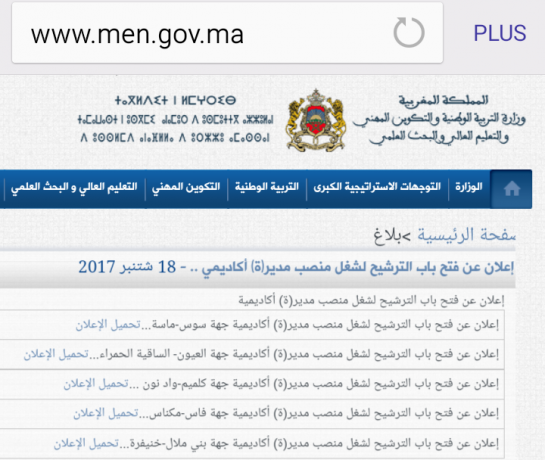 www.men.gov.ma
PLUS
ⵜⴰⴳⵍⴷⵉⵜ ⵏ ⵍⵎⵖⵔⵉⴱ
المملكة المغربية
وزارة التربية الوطنية والتكوين المهني
والتعليم العالي والبحث العلمي
الوزارة
التوجهات الاستراتيجية الكبرى
التربية الوطنية
التكوين المهني
التعليم العالي و البحث العلمي
صفحة الرئيسية >بلاغ
إعلان عن فتح باب الترشيح لشغل منصب مدير(ة) أكاديمي .. - 18 شتنبر 2017
إعلان عن فتح باب الترشيح لشغل منصب مدير(ة) أكاديمية
إعلان عن فتح باب الترشيح لشغل منصب مدير(ة) أكاديمية جهة سوس-ماسة...تحميل الإعلان
إعلان عن فتح باب الترشيح لشغل منصب مدير(ة) أكاديمية جهة العيون- الساقية الحمراء...تحميل الإعلان
إعلان عن فتح باب الترشيح لشغل منصب مدير(ة) أكاديمية جهة كلميم-واد نون ...تحميل الإعلان
إعلان عن فتح باب الترشيح لشغل منصب مدير(ة) أكاديمية جهة فاس-مكناس...تحميل الإعلان
إعلان عن فتح باب الترشيح لشغل منصب مدير(ة) أكاديمية جهة بني ملال-خنيفرة...تحميل الإعلان